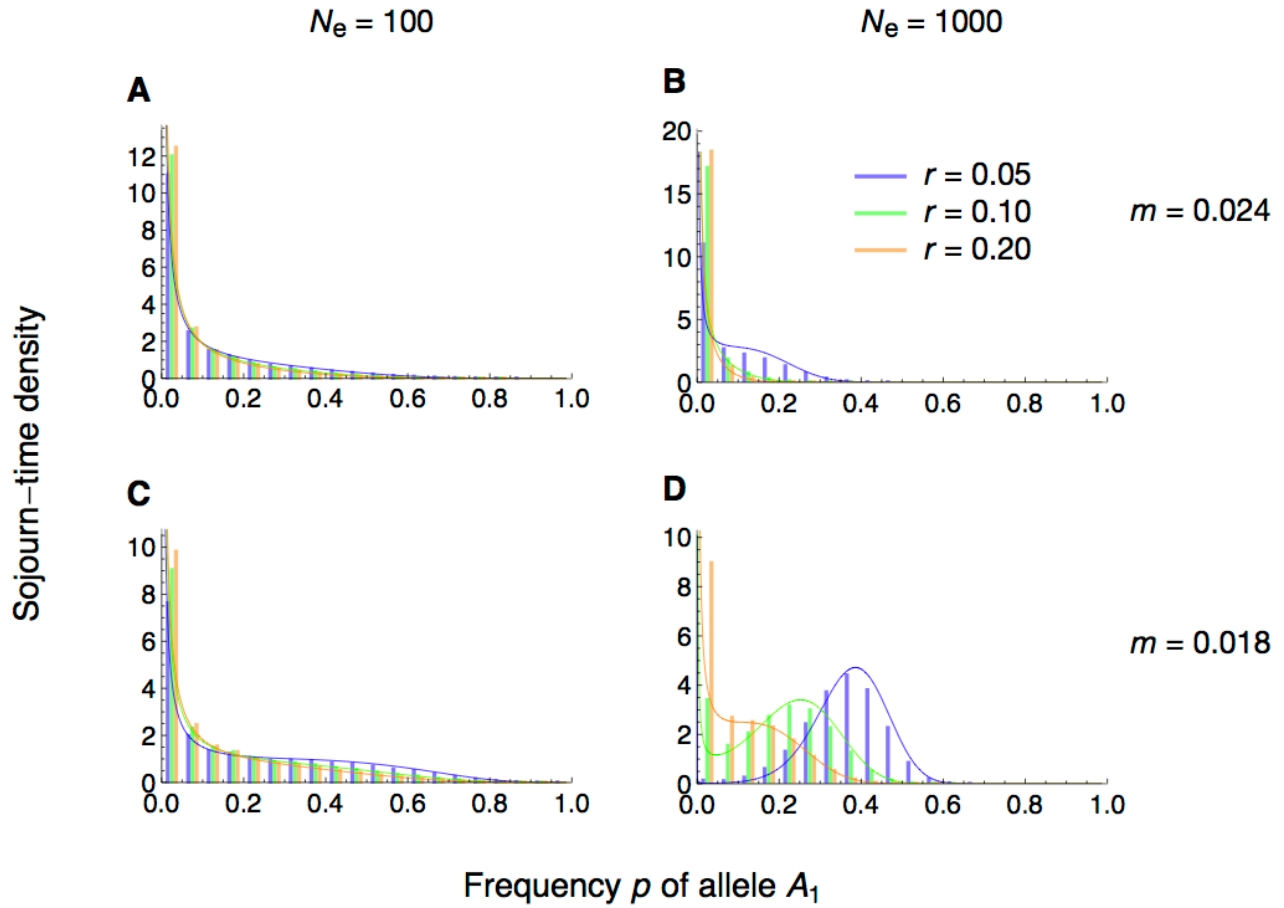 Nₑ = 100
Nₑ = 1000
A
12
10
8
6
4
2
0
0.0 0.2 0.4 0.6 0.8 1.0
B
20
15
10
5
0
0.0 0.2 0.4 0.6 0.8 1.0
r = 0.05
r = 0.10
r = 0.20
m = 0.024
Sojourn−time density
C
10
8
6
4
2
0
0.0 0.2 0.4 0.6 0.8 1.0
D
10
8
6
4
2
0
0.0 0.2 0.4 0.6 0.8 1.0
m = 0.018
Frequency p of allele A₁